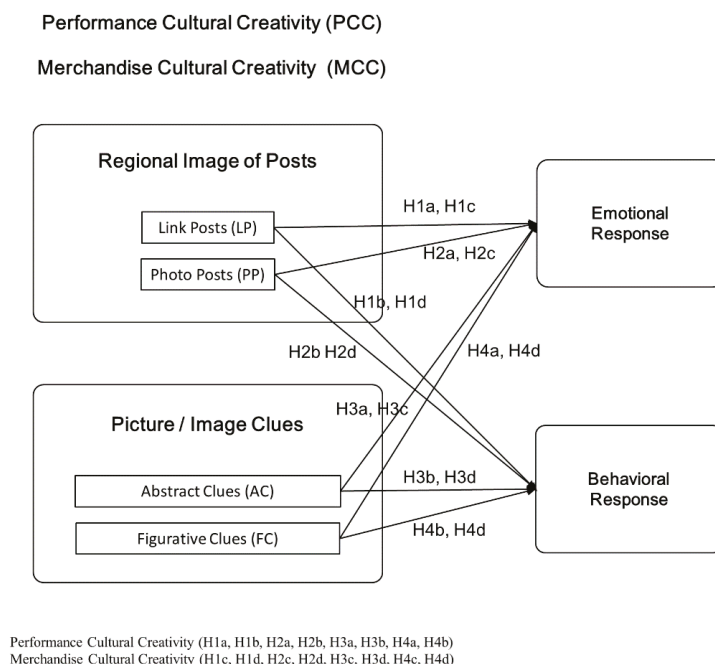 Performance Cultural Creativity (PCC)
Merchandise Cultural Creativity (MCC)
Regional Image of Posts
Link Posts (LP)
Photo Posts (PP)
H1a, H1c
H2a, H2c
H1b, H1d
H2b H2d
Emotional
Response
H4a, H4d
H3a, H3c
Picture / Image Clues
Abstract Clues (AC)
Figurative Clues (FC)
H3b, H3d
H4b, H4d
Behavioral
Response
Performance Cultural Creativity (H1a, H1b, H2a, H2b, H3a, H3b, H4a, H4b)
Merchandise Cultural Creativity (H1c, H1d, H2c, H2d, H3c, H3d, H4c, H4d)